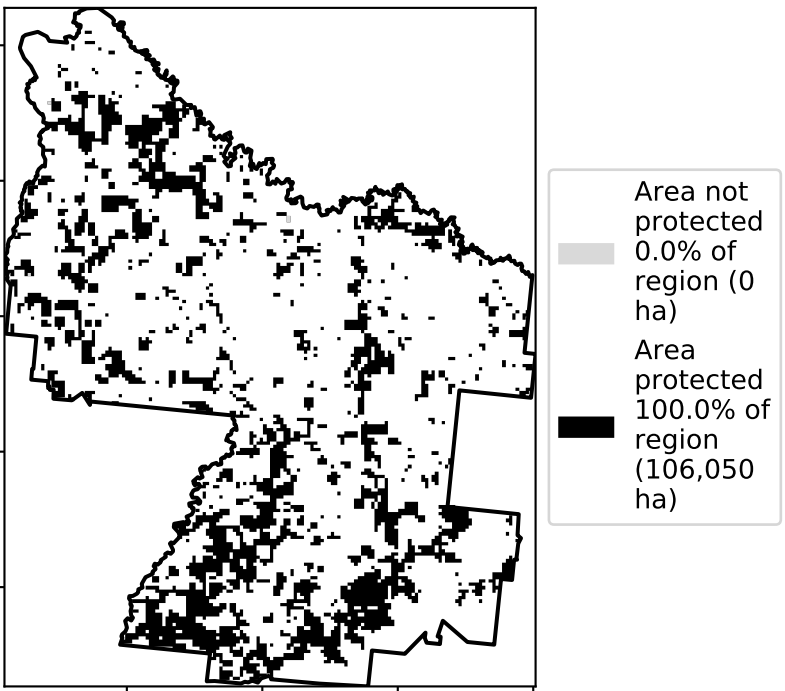 Area not
protected
0.0% of
region (0
ha)
Area
protected
100.0% of
region
(106,050
ha)